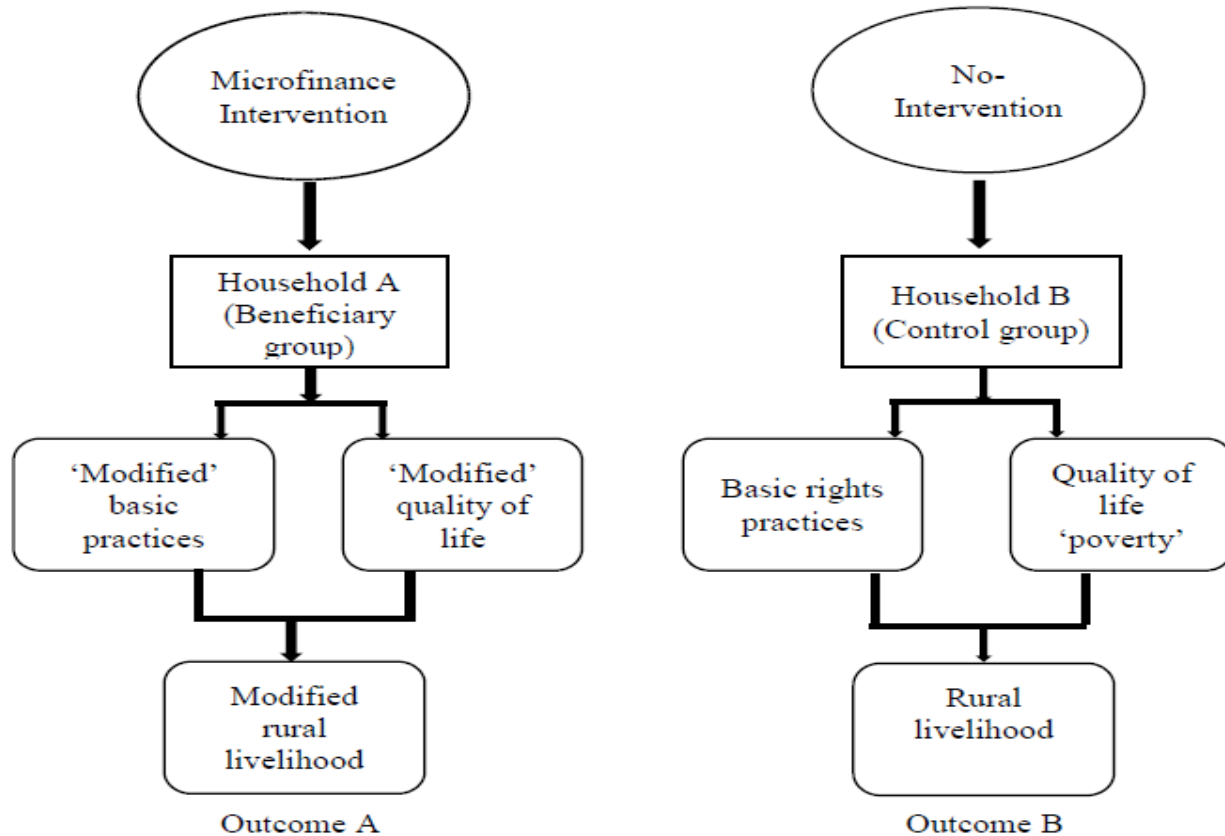 Microfinance
Intervention
Household A
(Beneficiary
group)
‘Modified’
basic
practices
‘Modified’
quality of
life
Modified
rural
livelihood
Outcome A
No-
Intervention
Household B
(Control group)
Basic rights
practices
Quality of
life
‘poverty’
Rural
livelihood
Outcome B